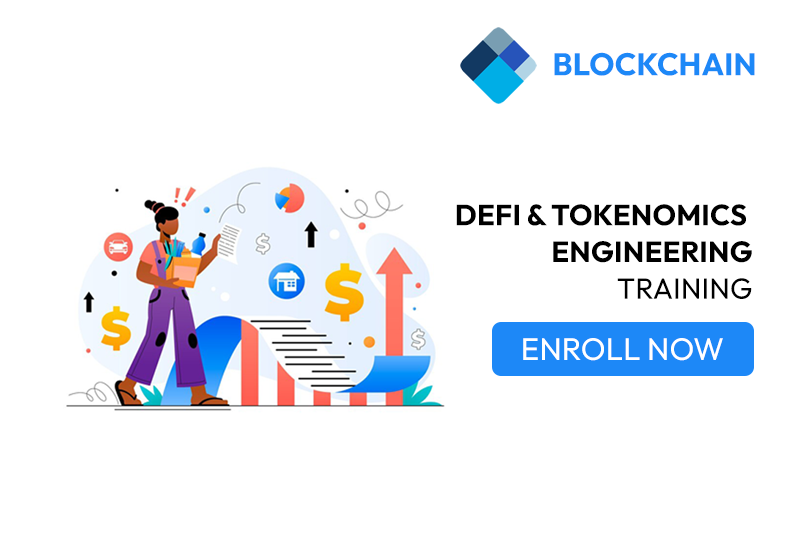 BLOCKCHAIN
DEFI & TOKENOMICS
ENGINEERING
TRAINING
ENROLL NOW